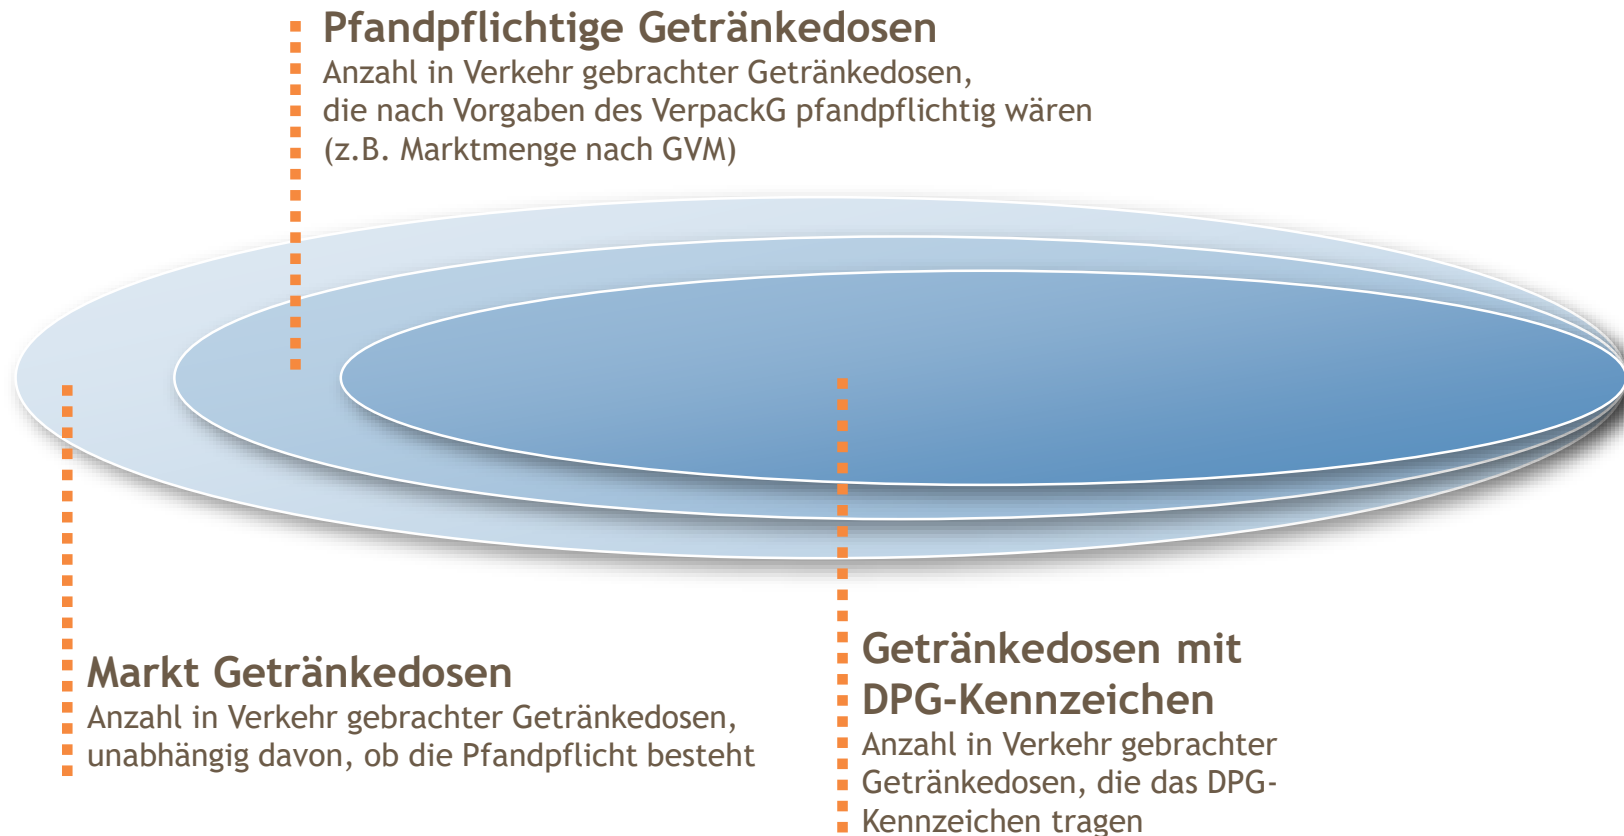 Pfandpflichtige Getränkedosen
Anzahl in Verkehr gebrachter Getränkedosen,
die nach Vorgaben des VerpackG pfandpflichtig wären
(z.B. Marktmenge nach GVM)
Markt Getränkedosen
Anzahl in Verkehr gebrachter Getränkedosen,
unabhängig davon, ob die Pfandpflicht besteht
Getränkedosen mit
DPG-Kennzeichen
Anzahl in Verkehr gebrachter
Getränkedosen, die das DPG-
Kennzeichen tragen